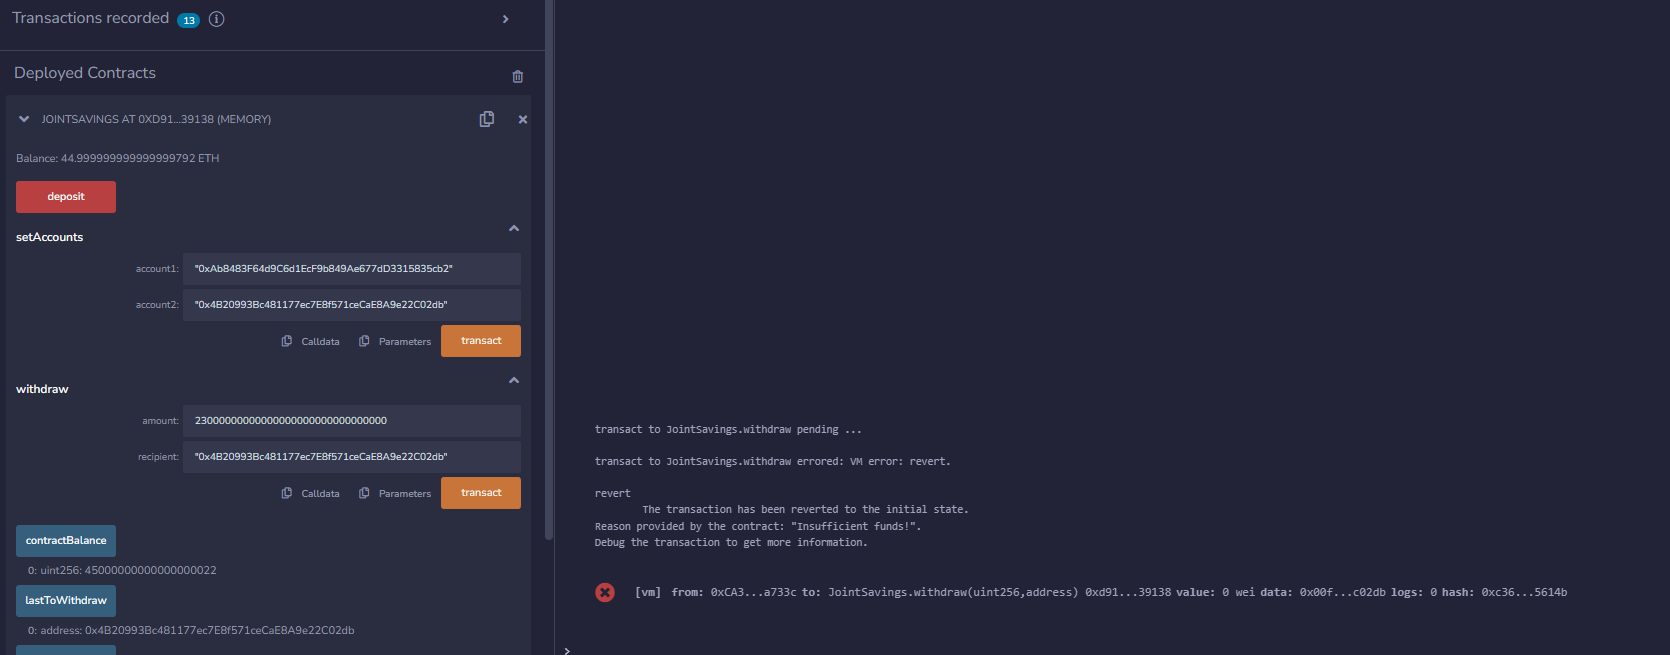 Transactions recorded 13 i
Deployed Contracts
JOINTSAVINGS AT 0XD91...39138 (MEMORY)
Balance: 44.999999999999999792 ETH
deposit
setAccounts
account1: "0xAb8483F64d9C6d1EcF9b849Ae677dD3315835cb2"
account2: "0x4B20993Bc481177ec7E8f571ceCaE8A9e22C02db"
Calldata Parameters transact
withdraw
amount:
recipient: "0x4B20993Bc481177ec7E8f571ceCaE8A9e22C02db"
Calldata Parameters transact
contractBalance
0: uint256: 45000000000000000022
lastToWithdraw
0: address: 0x4B20993Bc481177ec7E8f571ceCaE8A9e22C02db
transact to JointSavings.withdraw pending ...
transact to JointSavings.withdraw errored: VM error: revert.
revert
The transaction has been reverted to the initial state.
Reason provided by the contract: "Insufficient funds!".
Debug the transaction to get more information.
[vm] from: 0xCA3...a733c to: JointSavings.withdraw(uint256,address) 0xd91...39138 value: 0 wei data: 0x00f...c02db logs: 0 hash: 0xc36...5614b
>